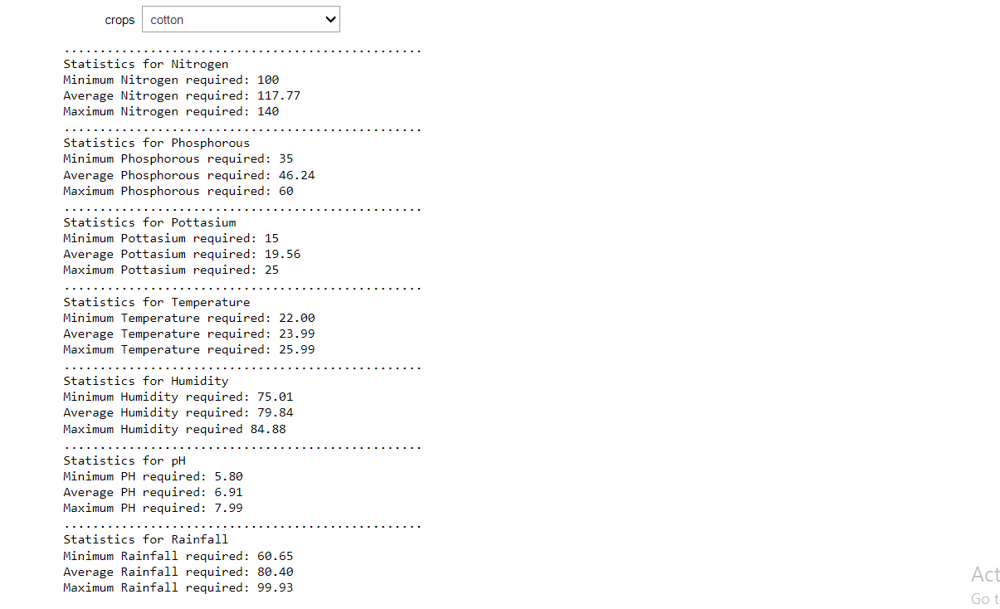 crops cotton
..................................................
Statistics for Nitrogen
Minimum Nitrogen required: 100
Average Nitrogen required: 117.77
Maximum Nitrogen required: 140
..................................................
Statistics for Phosphorous
Minimum Phosphorous required: 35
Average Phosphorous required: 46.24
Maximum Phosphorous required: 60
..................................................
Statistics for Pottasium
Minimum Pottasium required: 15
Average Pottasium required: 19.56
Maximum Pottasium required: 25
..................................................
Statistics for Temperature
Minimum Temperature required: 22.00
Average Temperature required: 23.99
Maximum Temperature required: 25.99
..................................................
Statistics for Humidity
Minimum Humidity required: 75.01
Average Humidity required: 79.84
Maximum Humidity required 84.88
..................................................
Statistics for pH
Minimum PH required: 5.80
Average PH required: 6.91
Maximum PH required: 7.99
..................................................
Statistics for Rainfall
Minimum Rainfall required: 60.65
Average Rainfall required: 80.40
Maximum Rainfall required: 99.93
Act
Go t